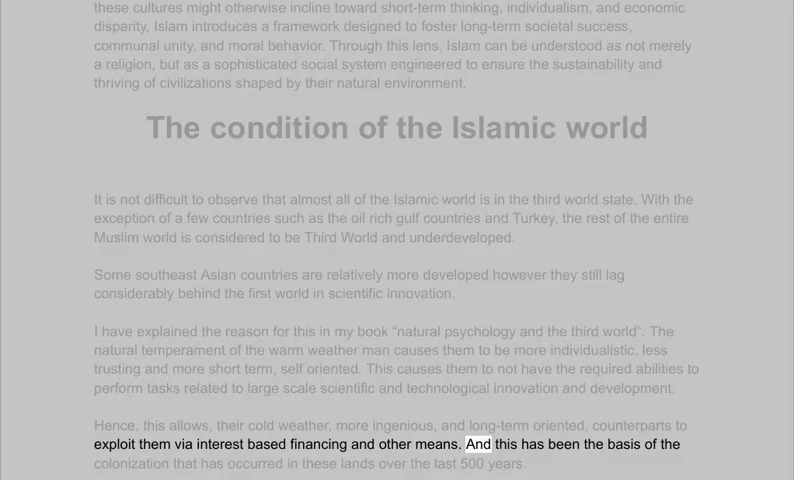 these cultures might otherwise incline toward short-term thinking, individualism, and economic
disparity, Islam introduces a framework designed to foster long-term societal success,
communal unity, and moral behavior. Through this lens, Islam can be understood as not merely
a religion, but as a sophisticated social system engineered to ensure the sustainability and
thriving of civilizations shaped by their natural environment.
The condition of the Islamic world
It is not difficult to observe that almost all of the Islamic world is in the third world state. With the
exception of a few countries such as the oil rich gulf countries and Turkey, the rest of the entire
Muslim world is considered to be Third World and underdeveloped.
Some southeast Asian countries are relatively more developed however they still lag
considerably behind the first world in scientific innovation.
I have explained the reason for this in my book “natural psychology and the third world“. The
natural temperament of the warm weather man causes them to be more individualistic, less
trusting and more short term, self oriented. This causes them to not have the required abilities to
perform tasks related to large scale scientific and technological innovation and development.
Hence, this allows, their cold weather, more ingenious, and long-term oriented, counterparts to
exploit them via interest based financing and other means. And this has been the basis of the
colonization that has occurred in these lands over the last 500 years.